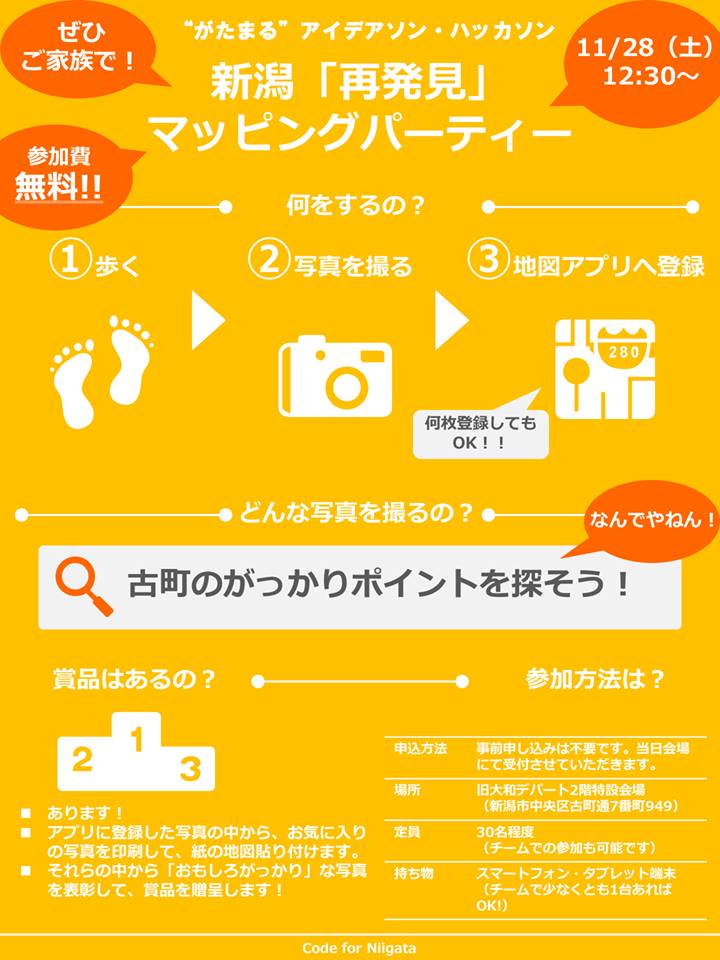 ぜひ
ご家族で！
“がたまる”アイデアソン・ハッカソン
11/28（土）
12:30～
新潟「再発見」
マッピングパーティー
参加費
無料!!
何をするの？
①歩く
②写真を撮る
③地図アプリへ登録
280
何枚登録しても
OK！！
どんな写真を撮るの？
なんでやねん！
古町のがっかりポイントを探そう！
賞品はあるの？
2
1
3
■ あります！
■ アプリに登録した写真の中から、お気に入り
の写真を印刷して、紙の地図貼り付けます。
■ それらの中から「おもしろがっかり」な写真
を表彰して、賞品を贈呈します！
参加方法は？
申込方法 事前申し込みは不要です。当日会場
にて受付させていただきます。
場所 旧大和デパート2階特設会場
（新潟市中央区古町通7番町949）
定員 30名程度
（チームでの参加も可能です）
持ち物 スマートフォン・タブレット端末
（チームで少なくとも1台あれば
OK!）
Code for Niigata